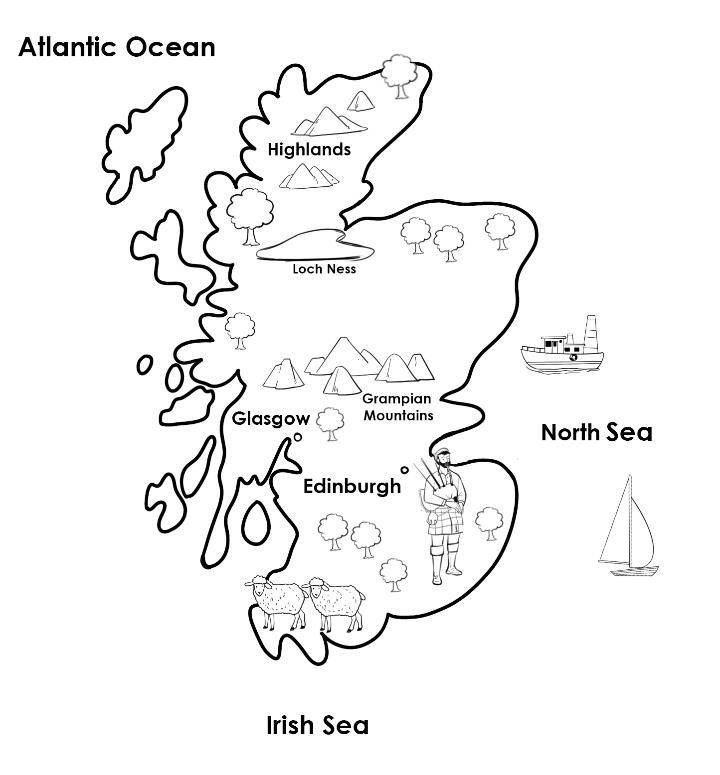 Atlantic Ocean
Highlands
Loch Ness
Grampian
Mountains
Glasgow
North Sea
Edinburgh
Irish Sea